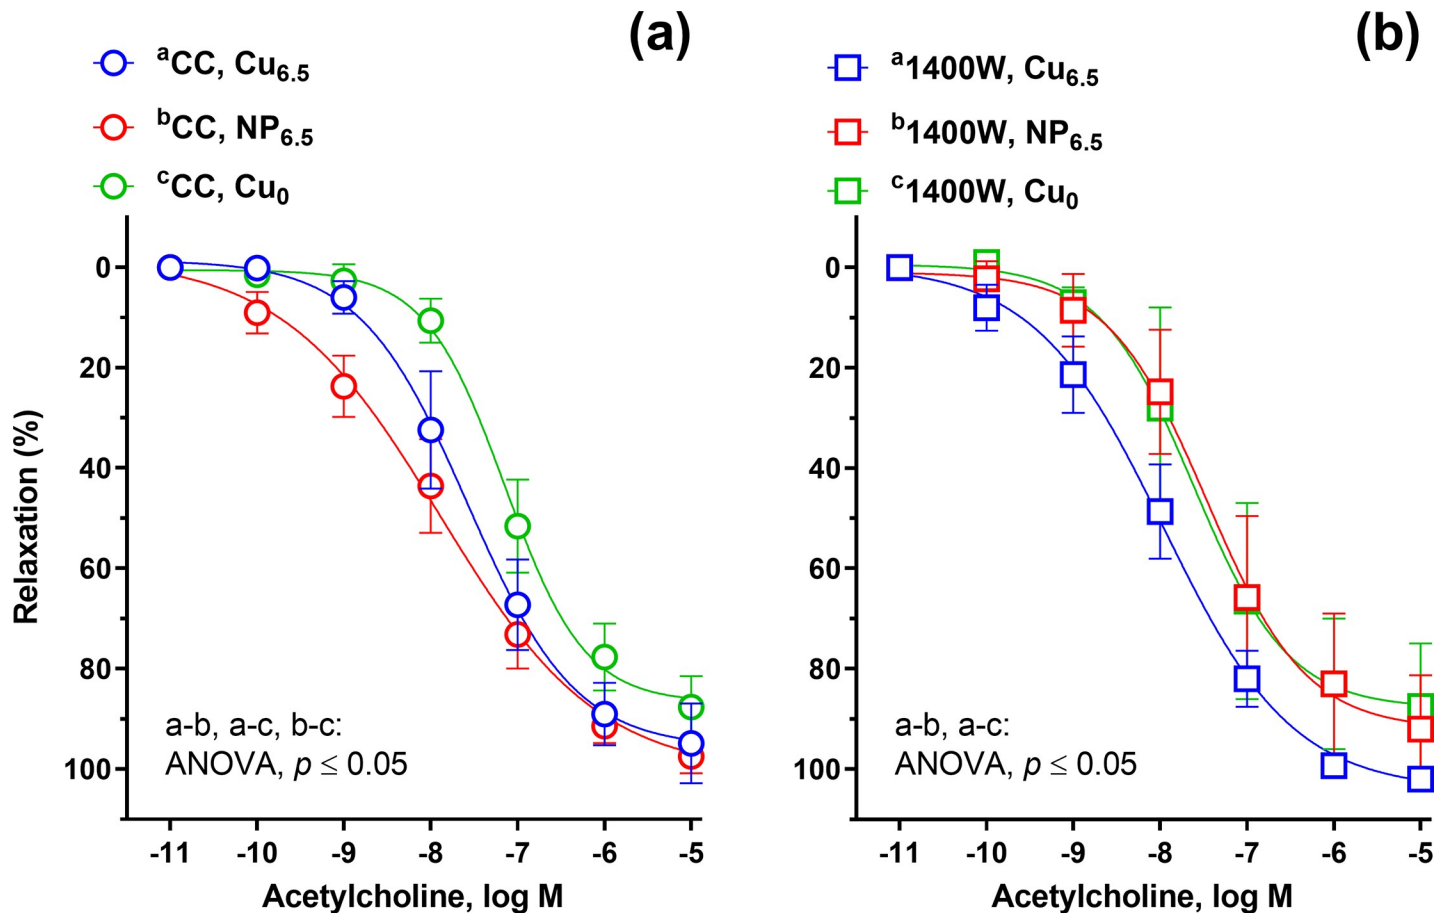 (a)
ᵃCC, Cu₆.₅
ᵇCC, NP₆.₅
ᶜCC, Cu₀
0
20
40
60
80
100
Relaxation (%)
a-b, a-c, b-c:
ANOVA, p ≤ 0.05
-11 -10 -9 -8 -7 -6 -5
Acetylcholine, log M
(b)
ᵃ1400W, Cu₆.₅
ᵇ1400W, NP₆.₅
ᶜ1400W, Cu₀
0
20
40
60
80
100
a-b, a-c:
ANOVA, p ≤ 0.05
-11 -10 -9 -8 -7 -6 -5
Acetylcholine, log M